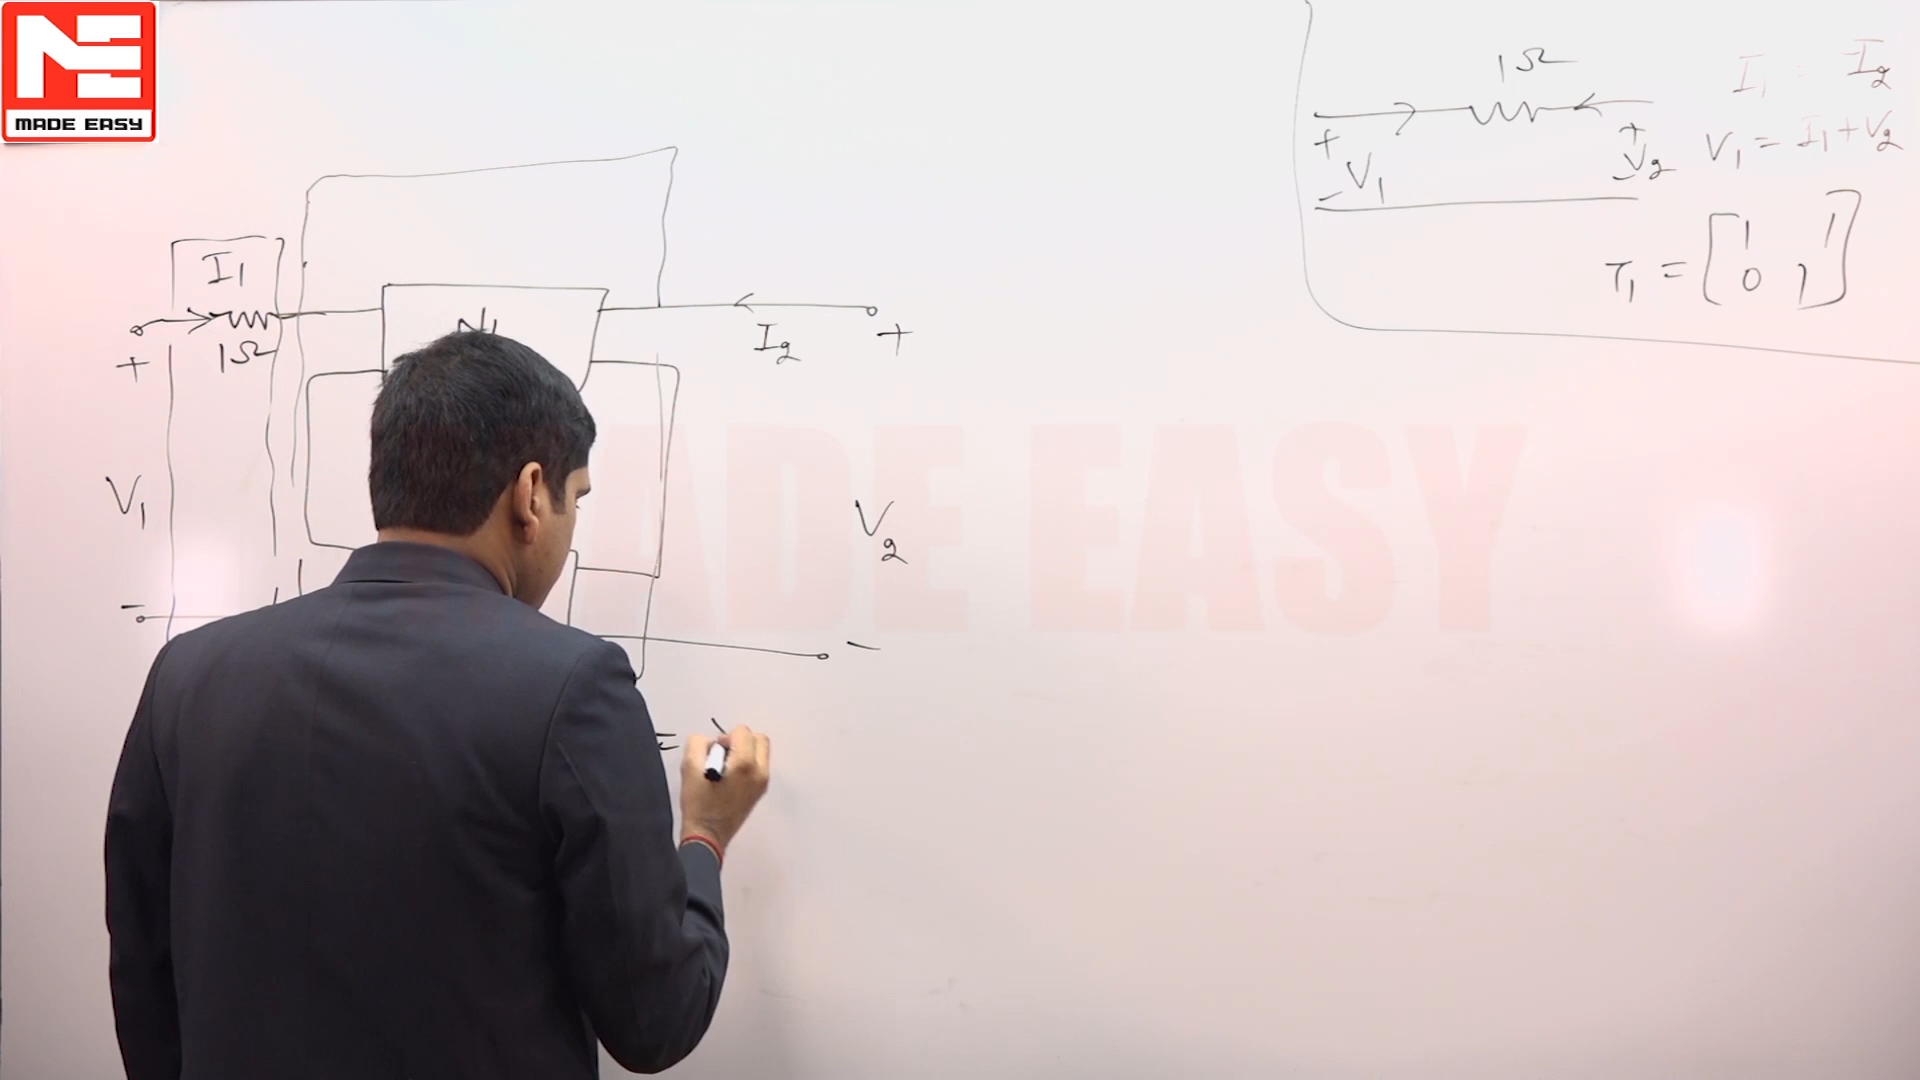 MADE EASY
I₁
1Ω
+
V₁
-
N₁
I₂
+
V₂
-
=
1Ω
+
V₁
-
+
V₂
-
I₁ = -I₂
V₁ = I₁ + V₂
T₁ = [1 1
0 1]
MADE EASY